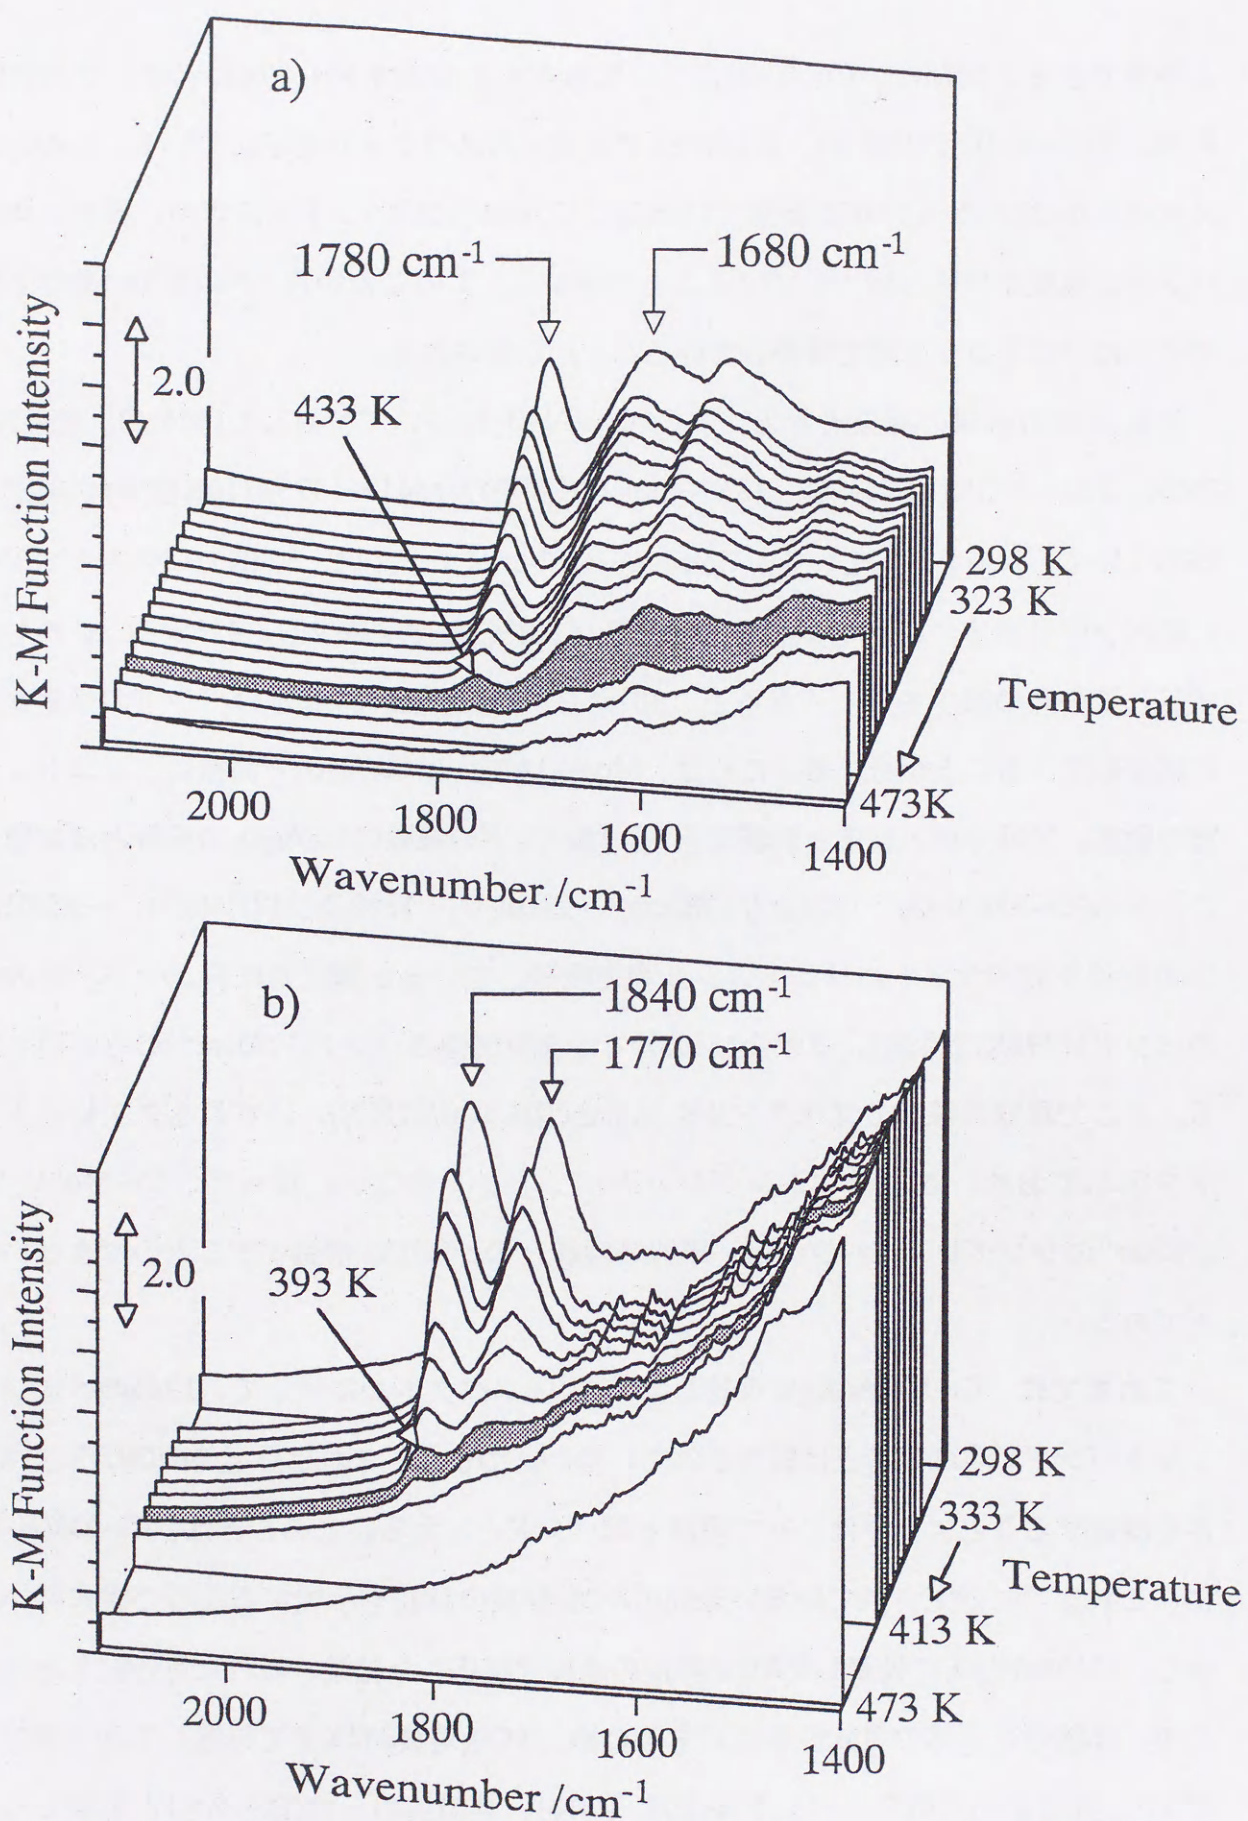 a)
1780 cm-1
1680 cm-1
2.0
433 K
K-M Function Intensity
298 K
323 K
Temperature
473K
2000
1800
1600
1400
Wavenumber /cm-1
b)
1840 cm-1
1770 cm-1
2.0
393 K
K-M Function Intensity
298 K
333 K
Temperature
413 K
473 K
2000
1800
1600
1400
Wavenumber /cm-1